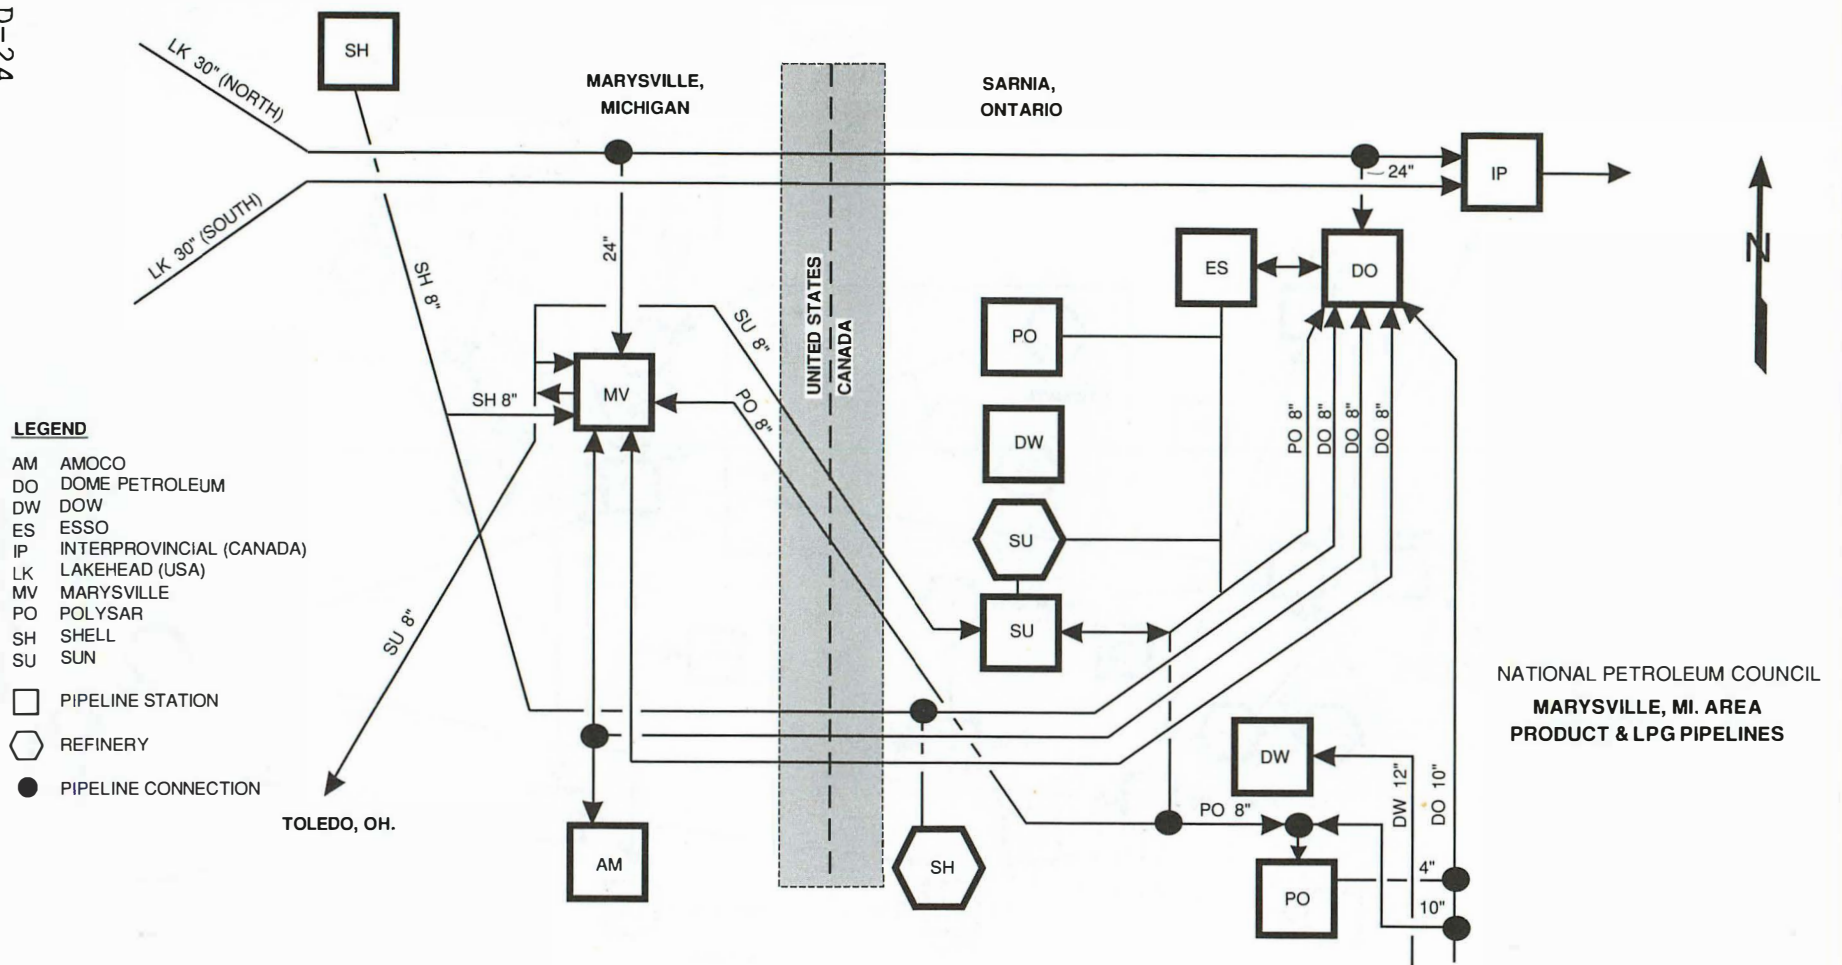 D-24
SH
LK 30" (NORTH)
LK 30" (SOUTH)
MARYSVILLE,
MICHIGAN
SARNIA,
ONTARIO
24"
IP
ES
DO
SH 8"
24"
SU 8"
UNITED STATES
CANADA
PO
N
MV
SH 8"
PO 8"
DW
PO 8"
DO 8"
DO 8"
DO 8"
SU
SU
SU 8"
LEGEND
AM AMOCO
DO DOME PETROLEUM
DW DOW
ES ESSO
IP INTERPROVINCIAL (CANADA)
LK LAKEHEAD (USA)
MV MARYSVILLE
PO POLYSAR
SH SHELL
SU SUN
PIPELINE STATION
REFINERY
PIPELINE CONNECTION
TOLEDO, OH.
AM
SH
DW
PO 8"
DW 12"
DO 10"
4"
10"
PO
NATIONAL PETROLEUM COUNCIL
MARYSVILLE, MI. AREA
PRODUCT & LPG PIPELINES